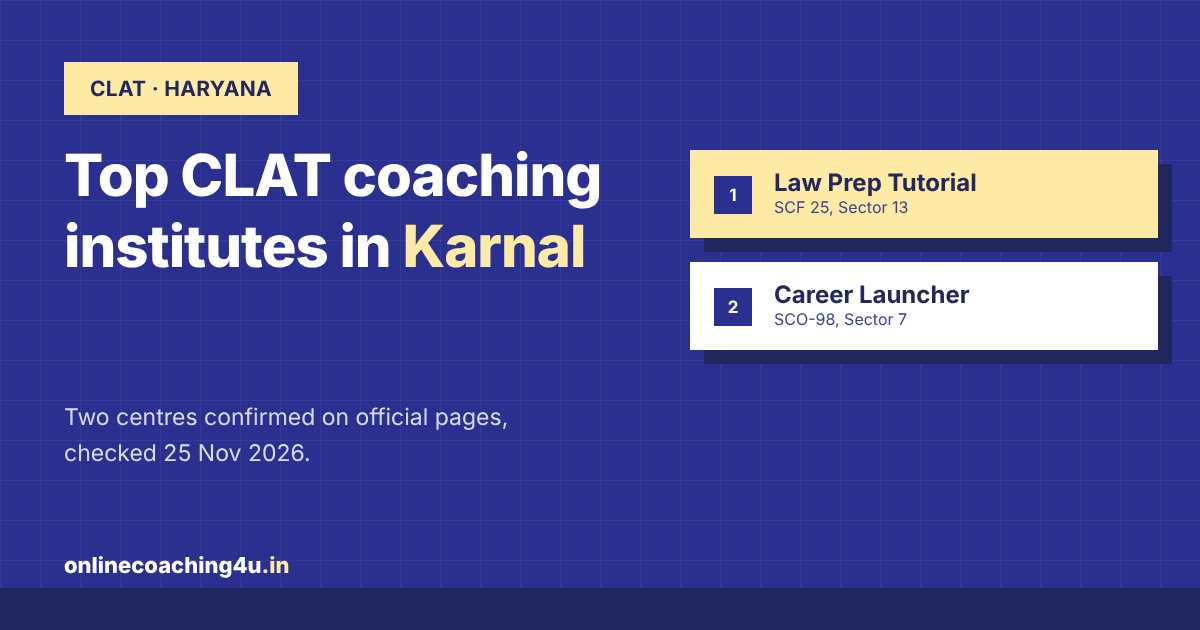 CLAT · HARYANA
Top CLAT coaching
institutes in Karnal
Two centres confirmed on official pages,
checked 25 Nov 2026.
onlinecoaching4u.in
1
Law Prep Tutorial
SCF 25, Sector 13
2
Career Launcher
SCO-98, Sector 7